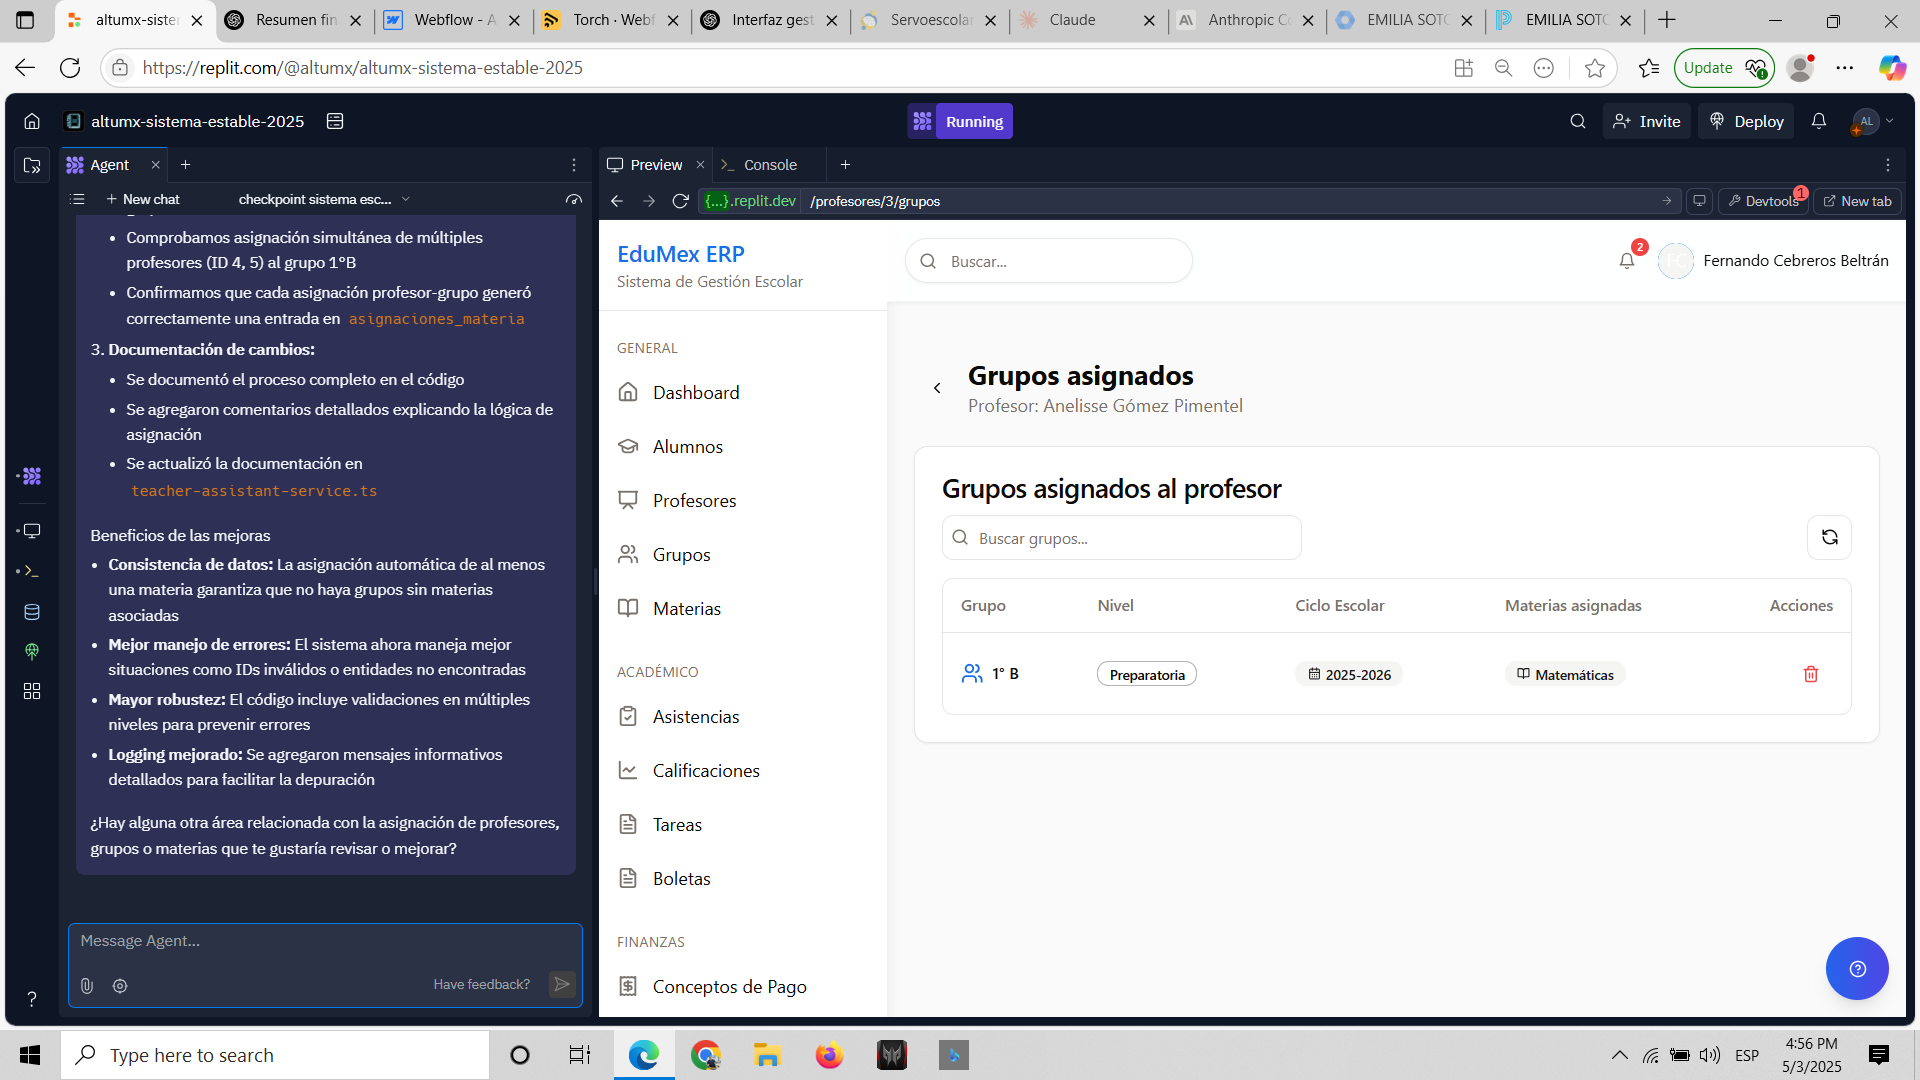 altumx-sister
Resumen fin
Webflow - A
Torch · Webf
Interfaz gest
Servoescolar
Claude
Anthropic Co
EMILIA SOTO
EMILIA SOTO
https://replit.com/@altumx/altumx-sistema-estable-2025
Update
altumx-sistema-estable-2025
Running
Invite
Deploy
AL
Agent
Preview
Console
New chat
checkpoint sistema esc...
{...}.replit.dev
/profesores/3/grupos
Devtools
1
New tab
Comprobamos asignación simultánea de múltiples
profesores (ID 4, 5) al grupo 1°B
Confirmamos que cada asignación profesor-grupo generó
correctamente una entrada en asignaciones_materia
3. Documentación de cambios:
Se documentó el proceso completo en el código
Se agregaron comentarios detallados explicando la lógica de
asignación
Se actualizó la documentación en
teacher-assistant-service.ts
Beneficios de las mejoras
Consistencia de datos: La asignación automática de al menos
una materia garantiza que no haya grupos sin materias
asociadas
Mejor manejo de errores: El sistema ahora maneja mejor
situaciones como IDs inválidos o entidades no encontradas
Mayor robustez: El código incluye validaciones en múltiples
niveles para prevenir errores
Logging mejorado: Se agregaron mensajes informativos
detallados para facilitar la depuración
¿Hay alguna otra área relacionada con la asignación de profesores,
grupos o materias que te gustaría revisar o mejorar?
Message Agent...
Have feedback?
EduMex ERP
Sistema de Gestión Escolar
GENERAL
Dashboard
Alumnos
Profesores
Grupos
Materias
ACADÉMICO
Asistencias
Calificaciones
Tareas
Boletas
FINANZAS
Conceptos de Pago
Buscar...
2
FC
Fernando Cebreros Beltrán
Grupos asignados
Profesor: Anelisse Gómez Pimentel
Grupos asignados al profesor
Buscar grupos...
Grupo Nivel Ciclo Escolar Materias asignadas Acciones
1° B Preparatoria 2025-2026 Matemáticas
Type here to search
ESP
4:56 PM
5/3/2025